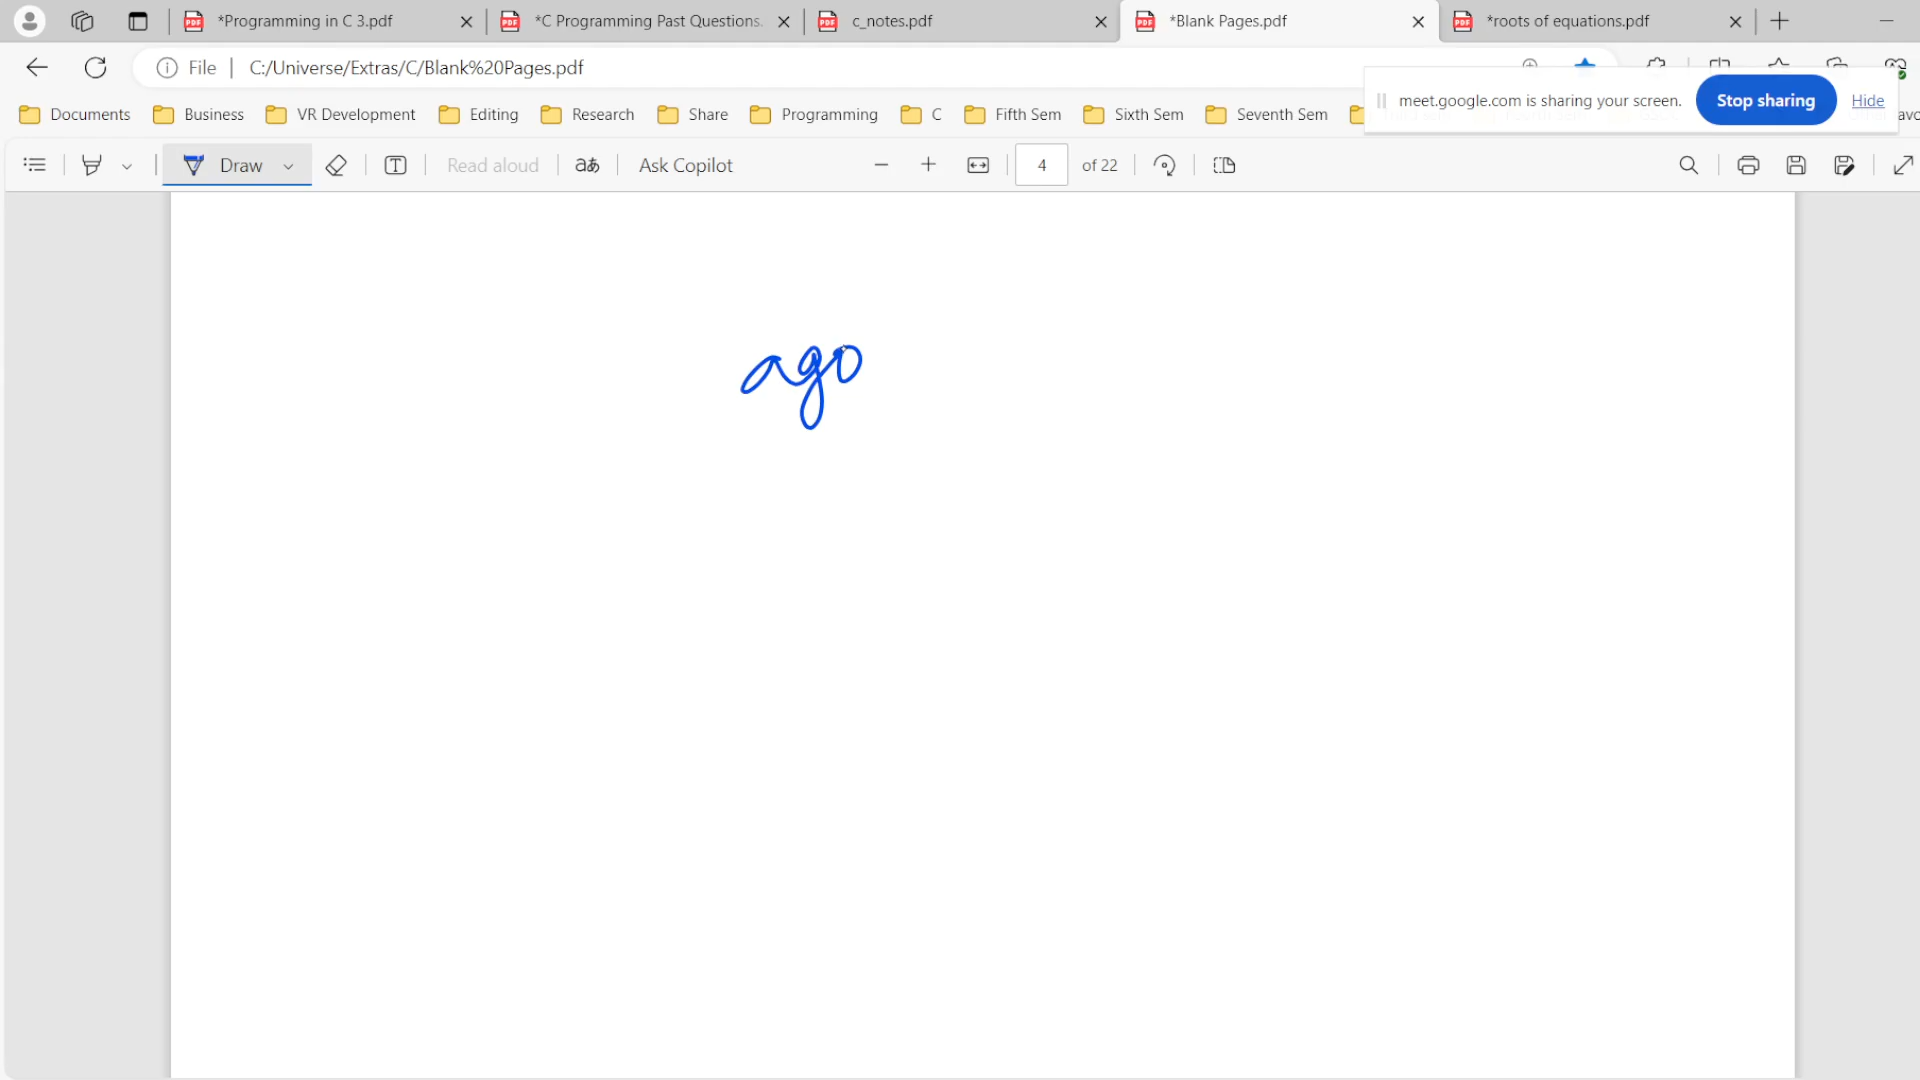 *Programming in C 3.pdf *C Programming Past Questions. c_notes.pdf *Blank Pages.pdf *roots of equations.pdf
File C:/Universe/Extras/C/Blank%20Pages.pdf
meet.google.com is sharing your screen. Stop sharing Hide
Documents Business VR Development Editing Research Share Programming C Fifth Sem Sixth Sem Seventh Sem
Draw Read aloud aあ Ask Copilot 4 of 22
ago